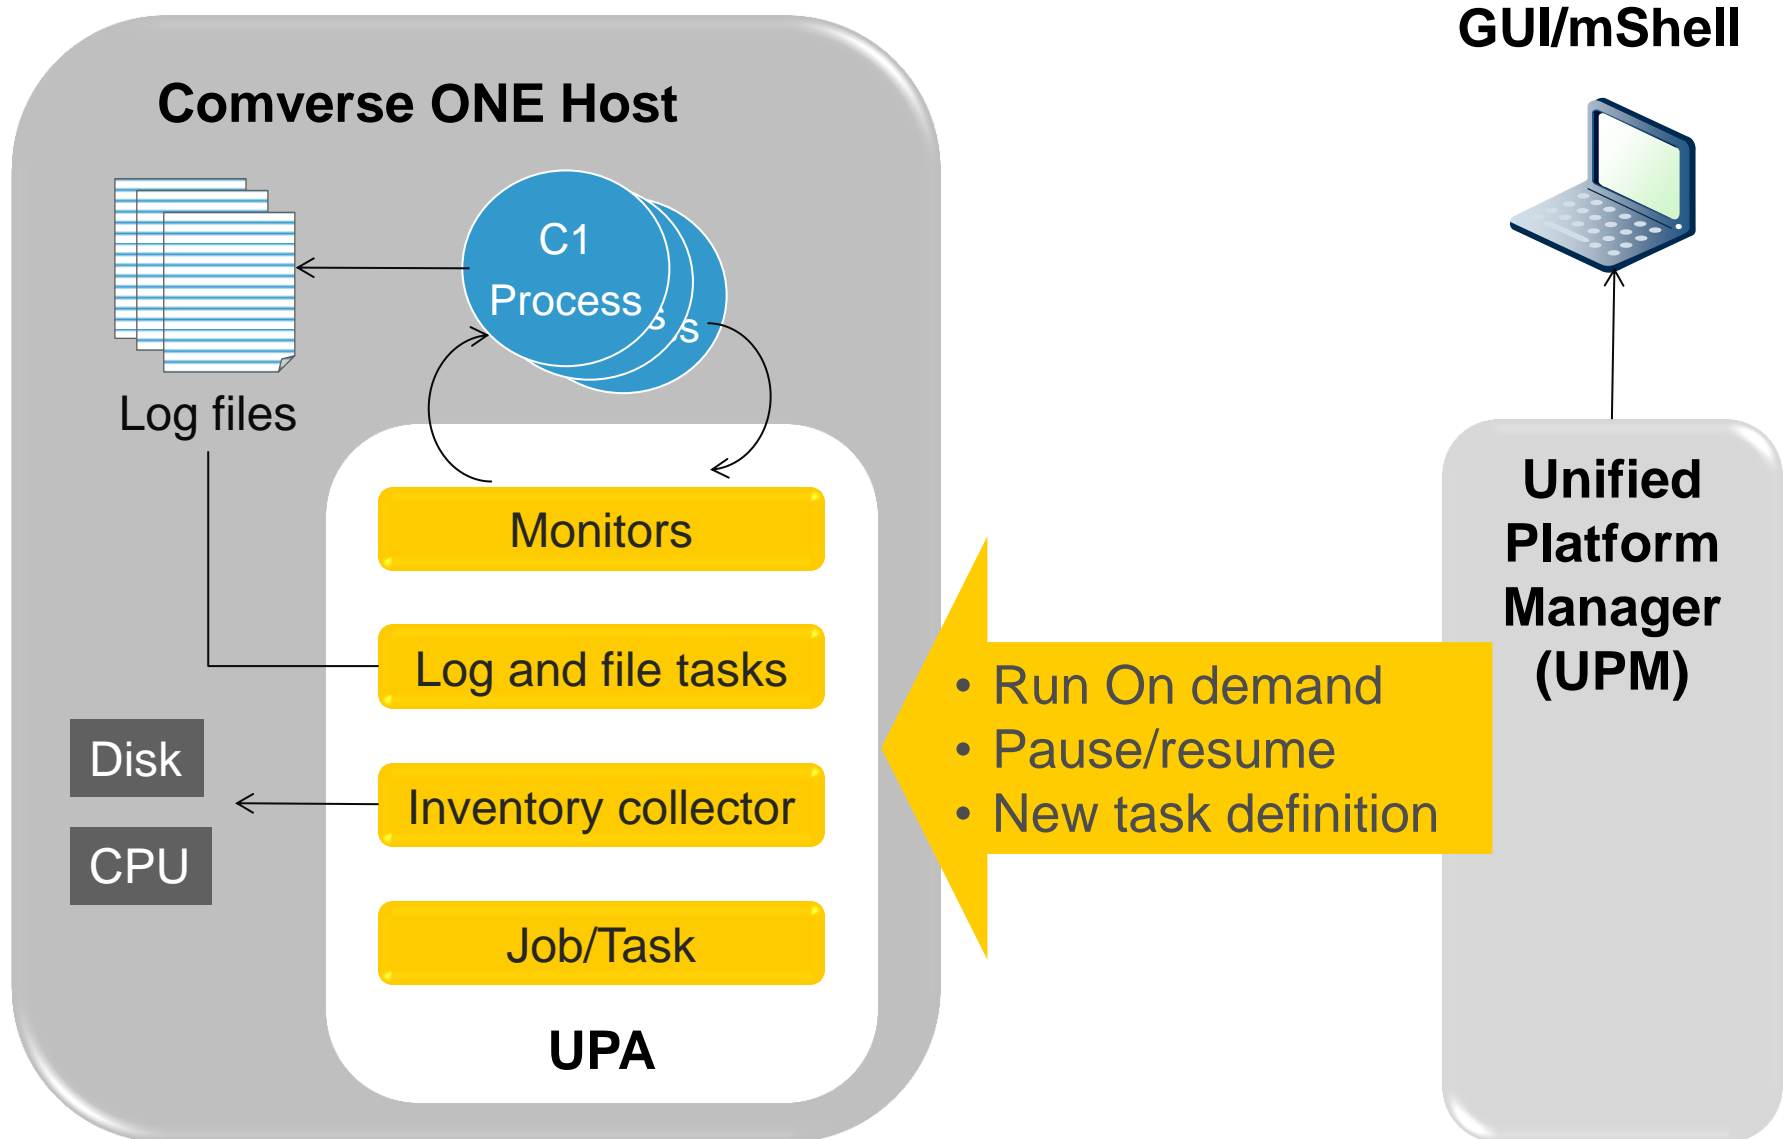 GUI/mShell
Comverse ONE Host
C1
Process
s
ss
Log files
Monitors
Log and file tasks
Inventory collector
Job/Task
UPA
Disk
CPU
• Run On demand
• Pause/resume
• New task definition
Unified
Platform
Manager
(UPM)